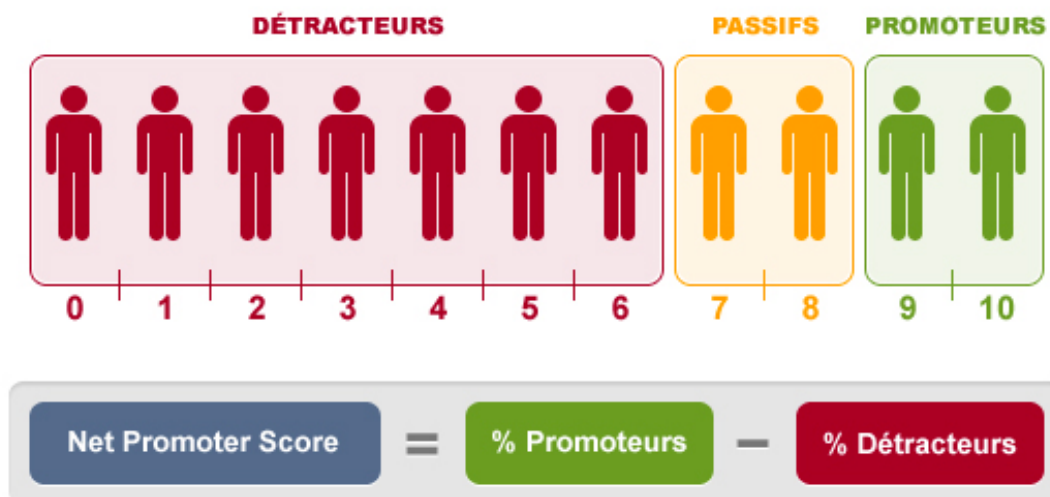 DÉTRACTEURS PASSIFS PROMOTEURS
0 1 2 3 4 5 6 7 8 9 10
Net Promoter Score = % Promoteurs − % Détracteurs